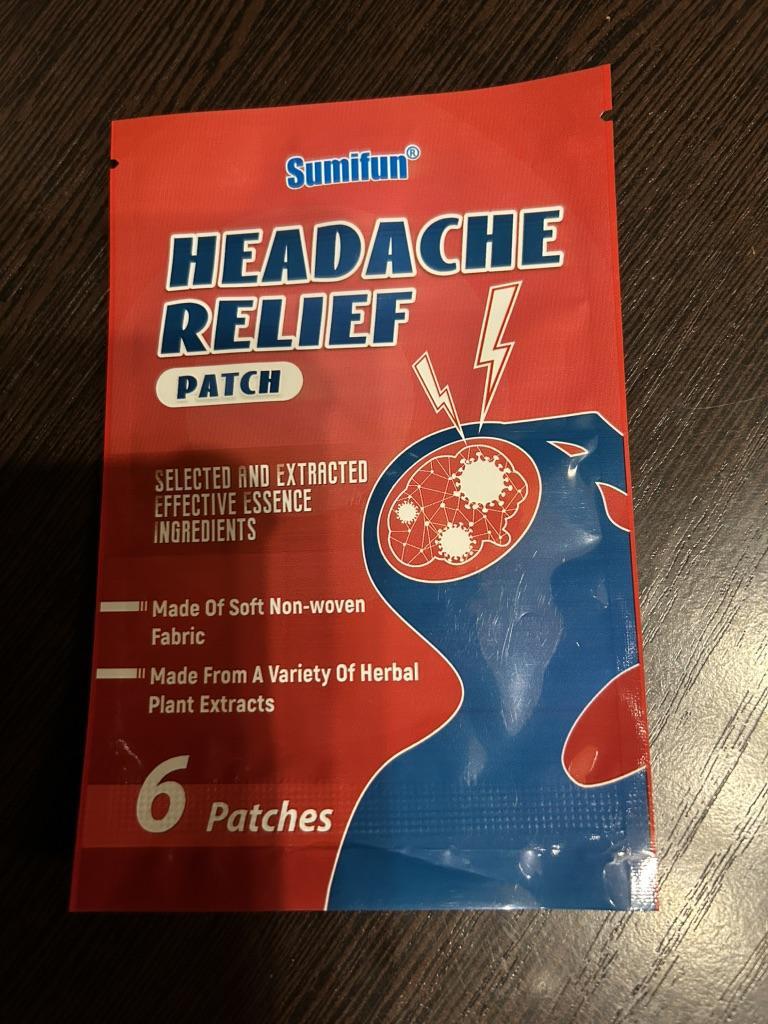 Sumifun®
HEADACHE
RELIEF
PATCH
SELECTED AND EXTRACTED
EFFECTIVE ESSENCE
INGREDIENTS
Made Of Soft Non-woven
Fabric
Made From A Variety Of Herbal
Plant Extracts
6 Patches